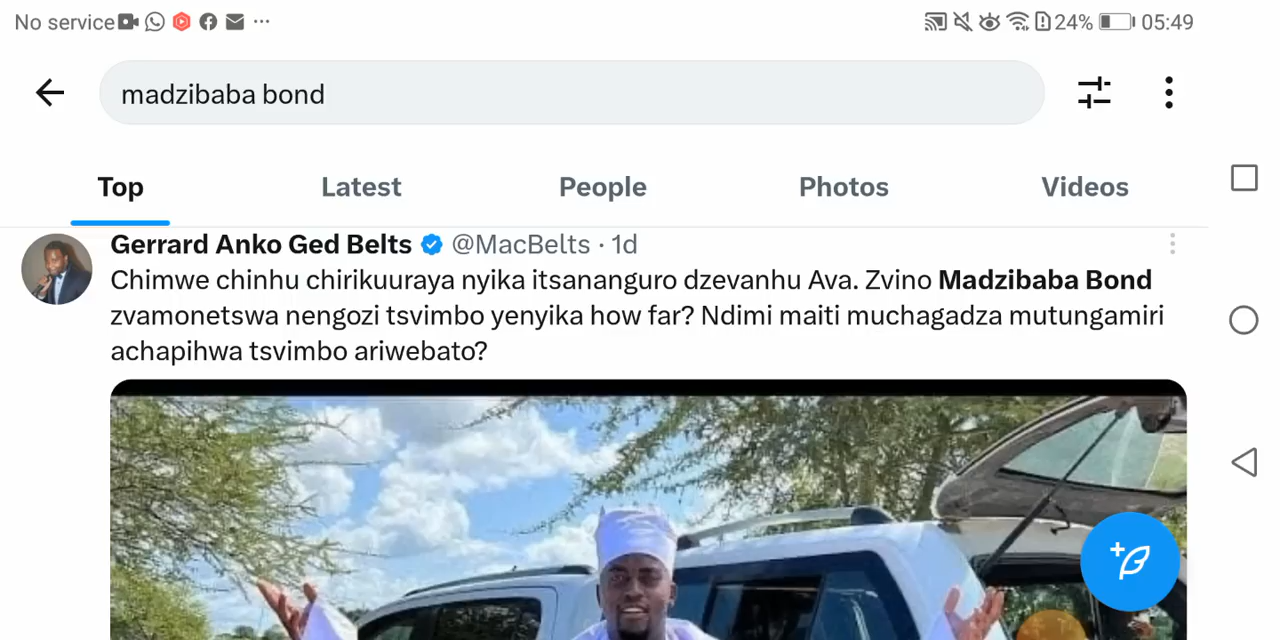 No service ··· 24% 05:49
madzibaba bond
Top Latest People Photos Videos
Gerrard Anko Ged Belts @MacBelts · 1d
Chimwe chinhu chirikuuraya nyika itsananguro dzevanhu Ava. Zvino Madzibaba Bond
zvamonetswa nengozi tsvimbo yenyika how far? Ndimi maiti muchagadza mutungamiri
achapihwa tsvimbo ariwebato?